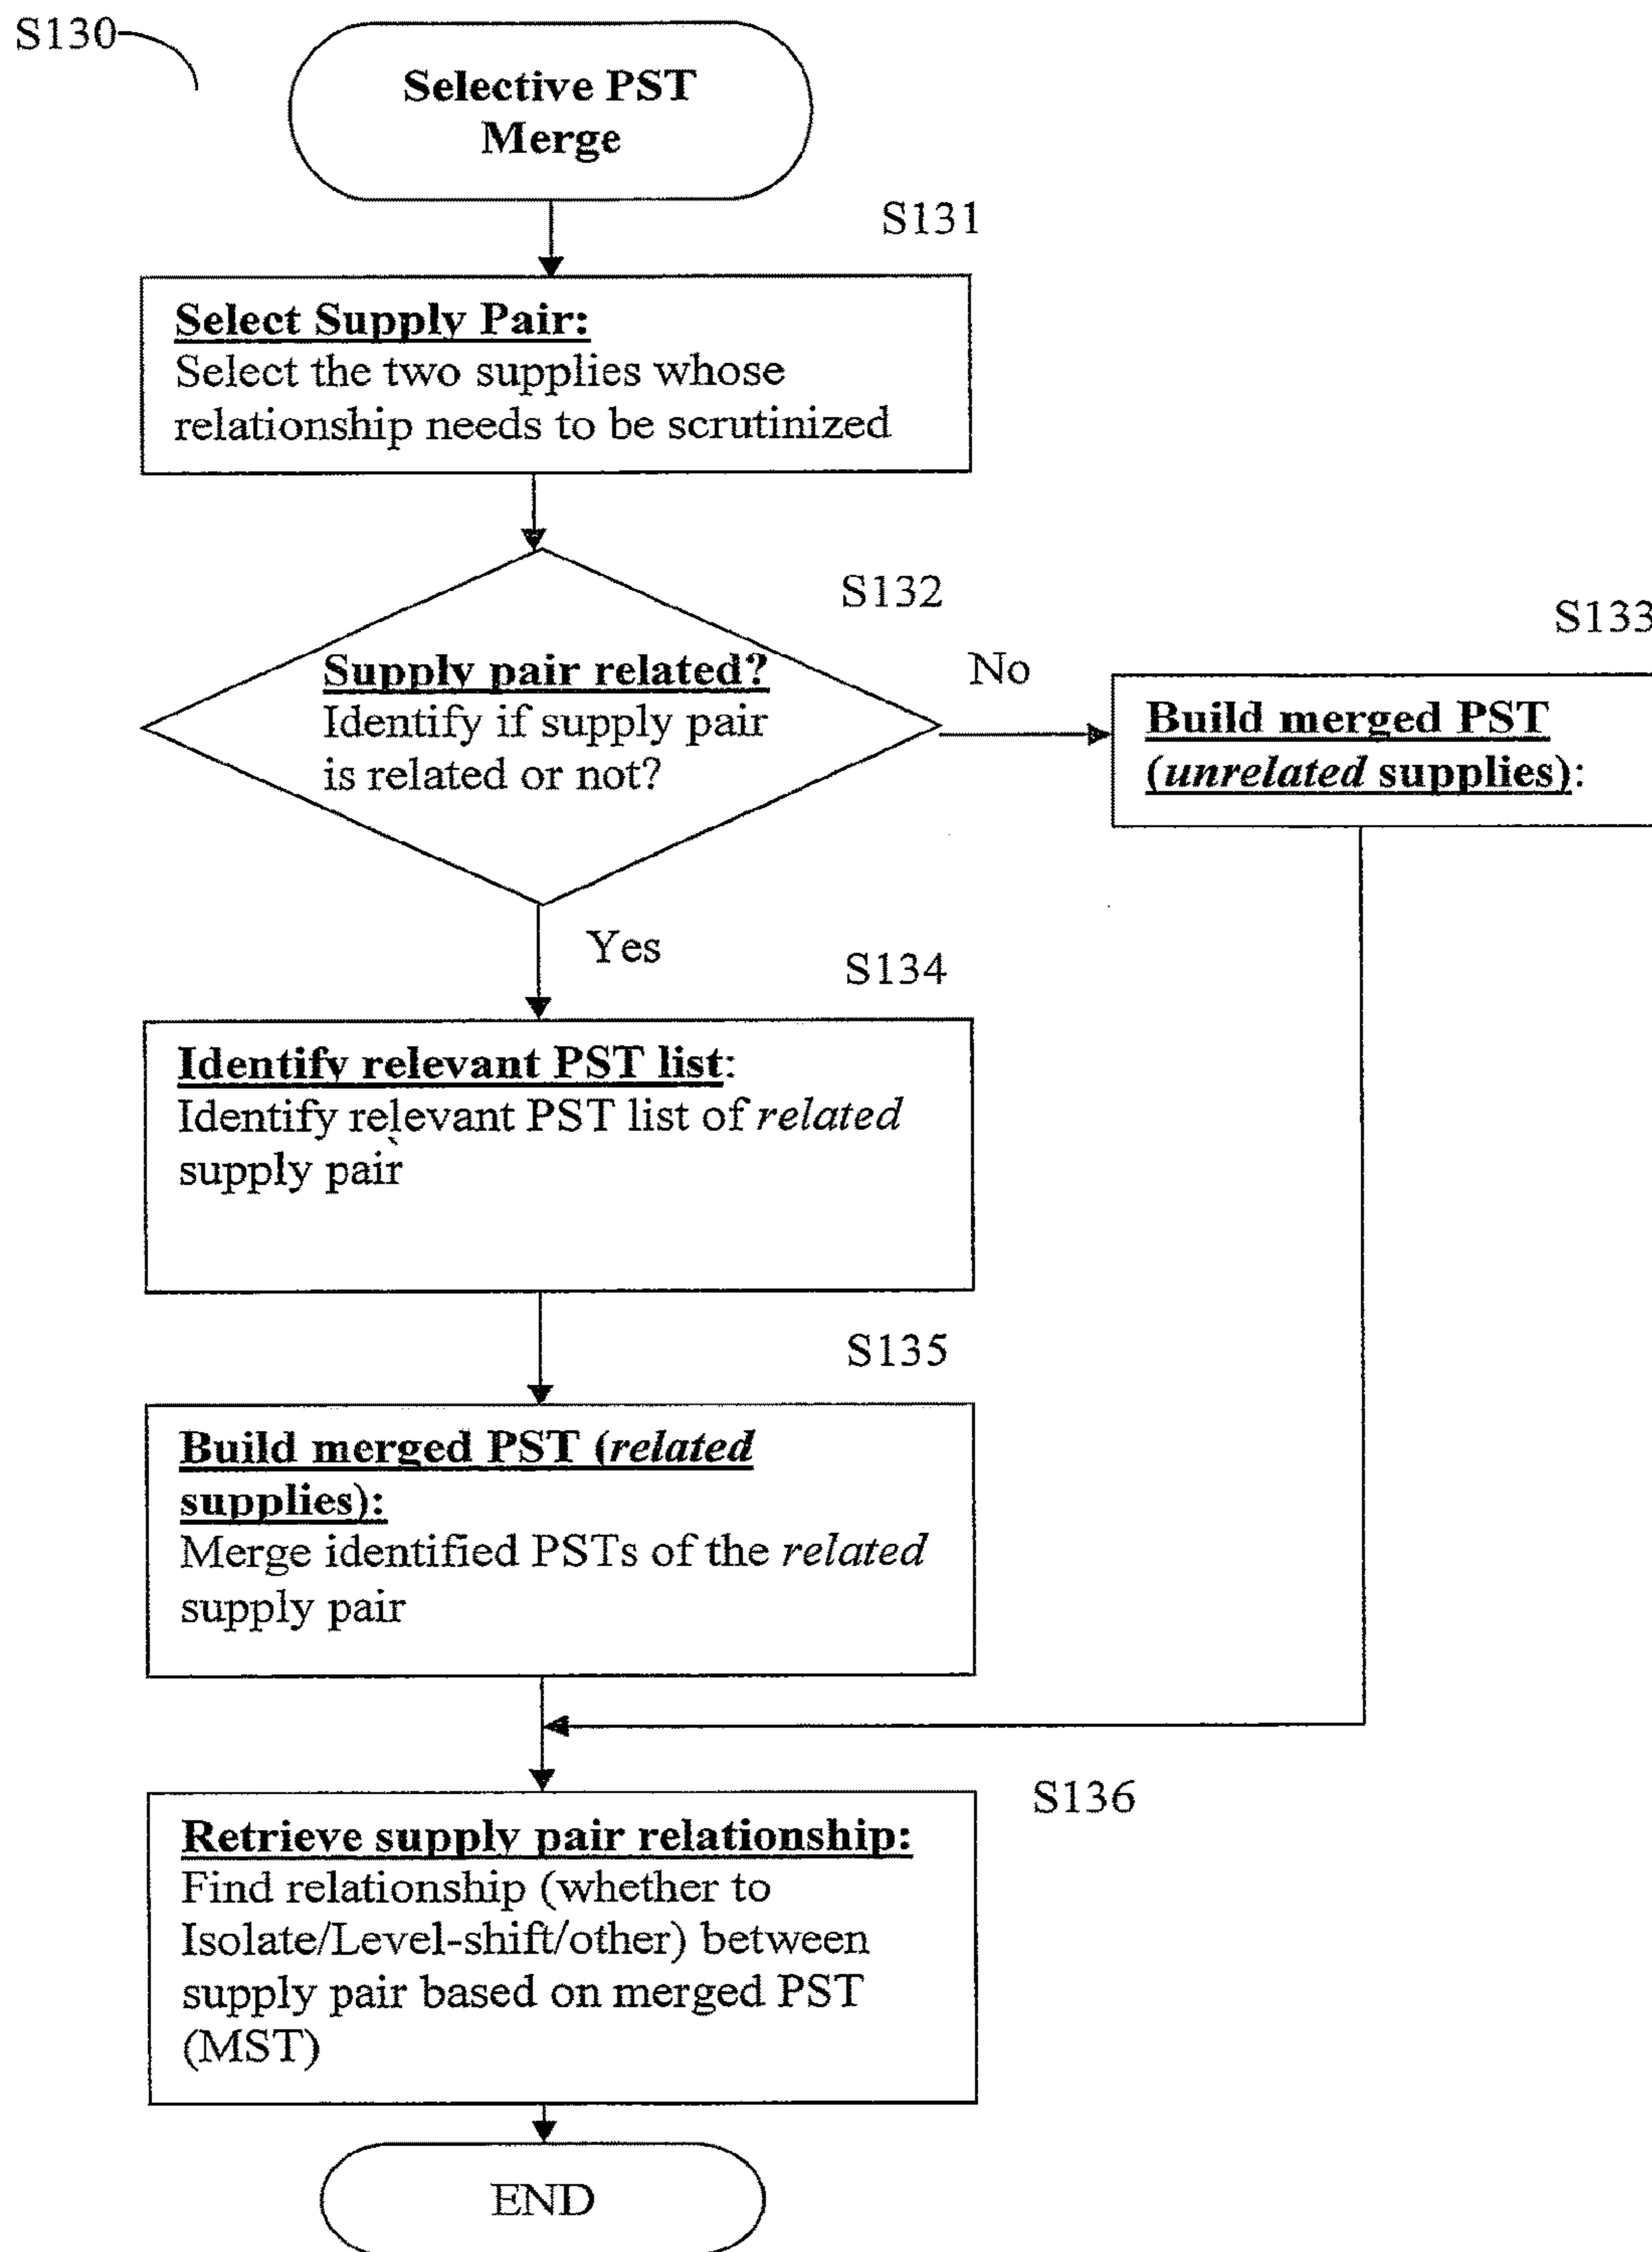 S130
Selective PST
Merge
S131
Select Supply Pair:
Select the two supplies whose
relationship needs to be scrutinized
S132
Supply pair related?
Identify if supply pair
is related or not?
No
S133
Build merged PST
(unrelated supplies):
Yes
S134
Identify relevant PST list:
Identify relevant PST list of related
supply pair
S135
Build merged PST (related
supplies):
Merge identified PSTs of the related
supply pair
S136
Retrieve supply pair relationship:
Find relationship (whether to
Isolate/Level-shift/other) between
supply pair based on merged PST
(MST)
END